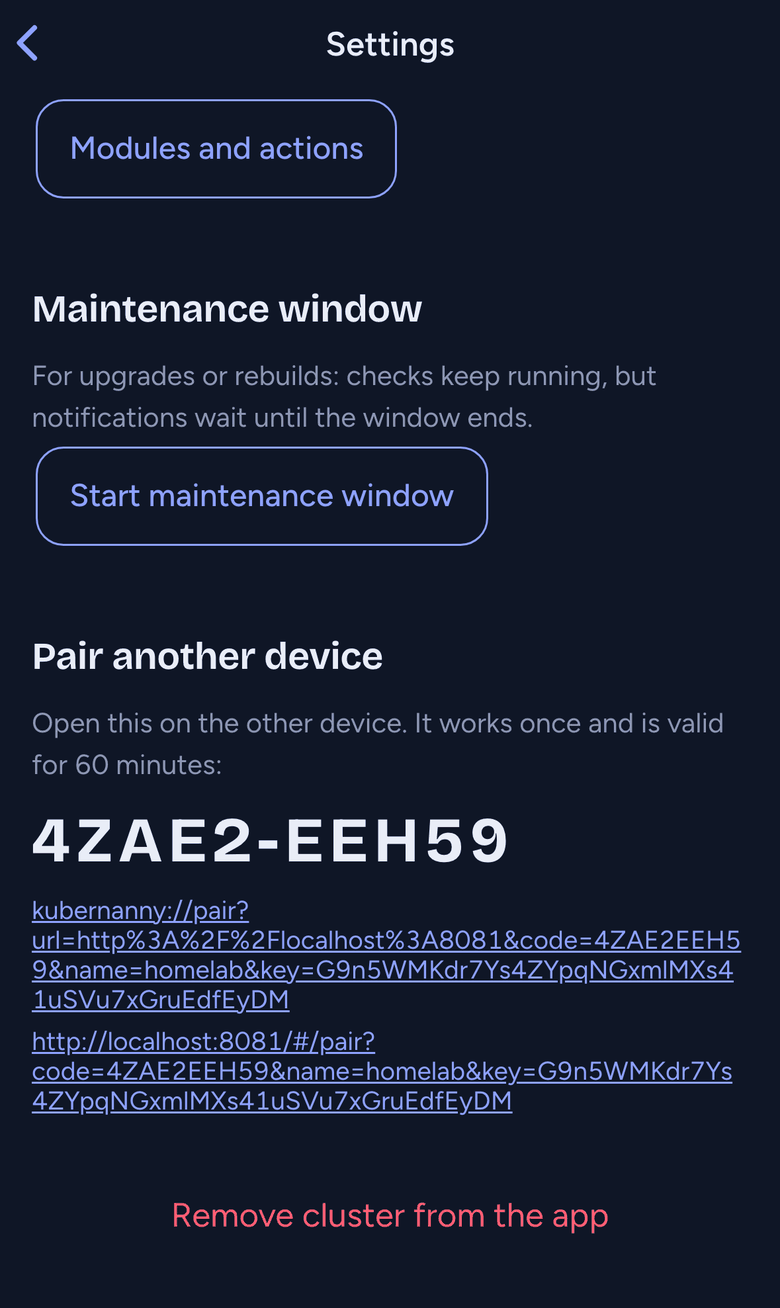 Settings
Modules and actions
Maintenance window
For upgrades or rebuilds: checks keep running, but
notifications wait until the window ends.
Start maintenance window
Pair another device
Open this on the other device. It works once and is valid
for 60 minutes:
4ZAE2-EEH59
kubernanny://pair?
url=http%3A%2F%2Flocalhost%3A8081&code=4ZAE2EEH5
9&name=homelab&key=G9n5WMKdr7Ys4ZYpqNGxmlMXs4
1uSVu7xGruEdfEyDM
http://localhost:8081/#/pair?
code=4ZAE2EEH59&name=homelab&key=G9n5WMKdr7Ys
4ZYpqNGxmlMXs41uSVu7xGruEdfEyDM
Remove cluster from the app